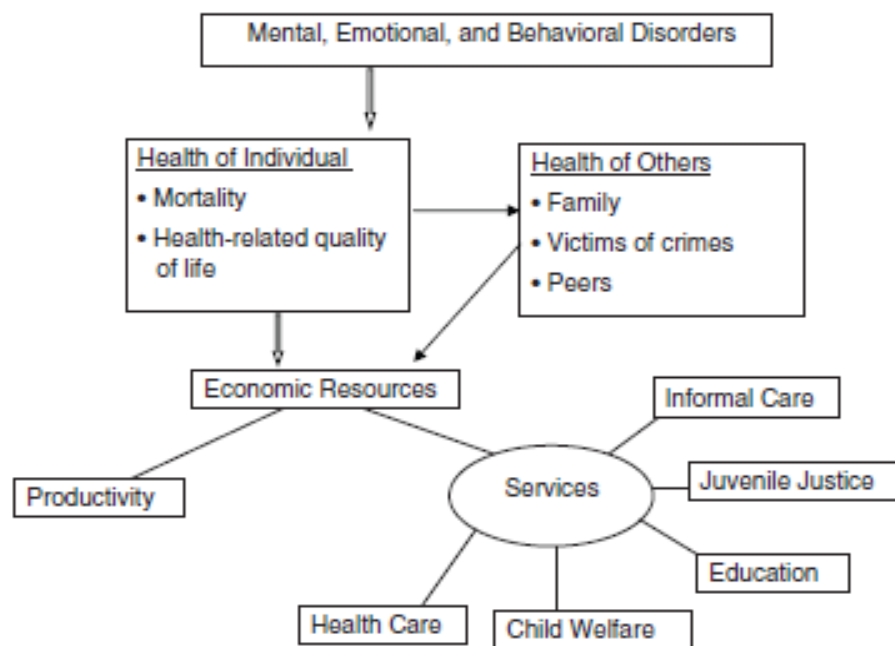 Mental, Emotional, and Behavioral Disorders
Health of Individual
• Mortality
• Health-related quality
of life
Health of Others
• Family
• Victims of crimes
• Peers
Economic Resources
Informal Care
Productivity
Services
Juvenile Justice
Education
Health Care
Child Welfare